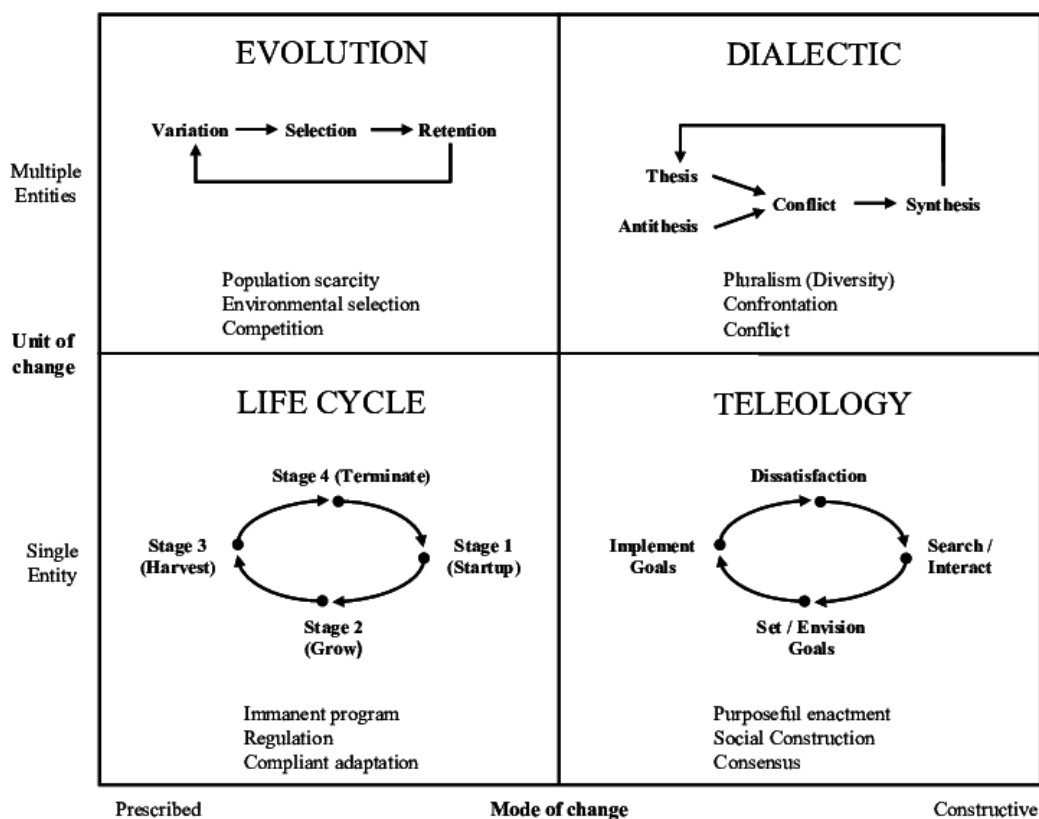 EVOLUTION
Variation Selection Retention
Population scarcity
Environmental selection
Competition
DIALECTIC
Thesis
Antithesis
Conflict
Synthesis
Pluralism (Diversity)
Confrontation
Conflict
Multiple
Entities
Unit of
change
Single
Entity
LIFE CYCLE
Stage 4 (Terminate)
Stage 3
(Harvest)
Stage 1
(Startup)
Stage 2
(Grow)
Immanent program
Regulation
Compliant adaptation
TELEOLOGY
Dissatisfaction
Implement
Goals
Search /
Interact
Set / Envision
Goals
Purposeful enactment
Social Construction
Consensus
Prescribed
Mode of change
Constructive